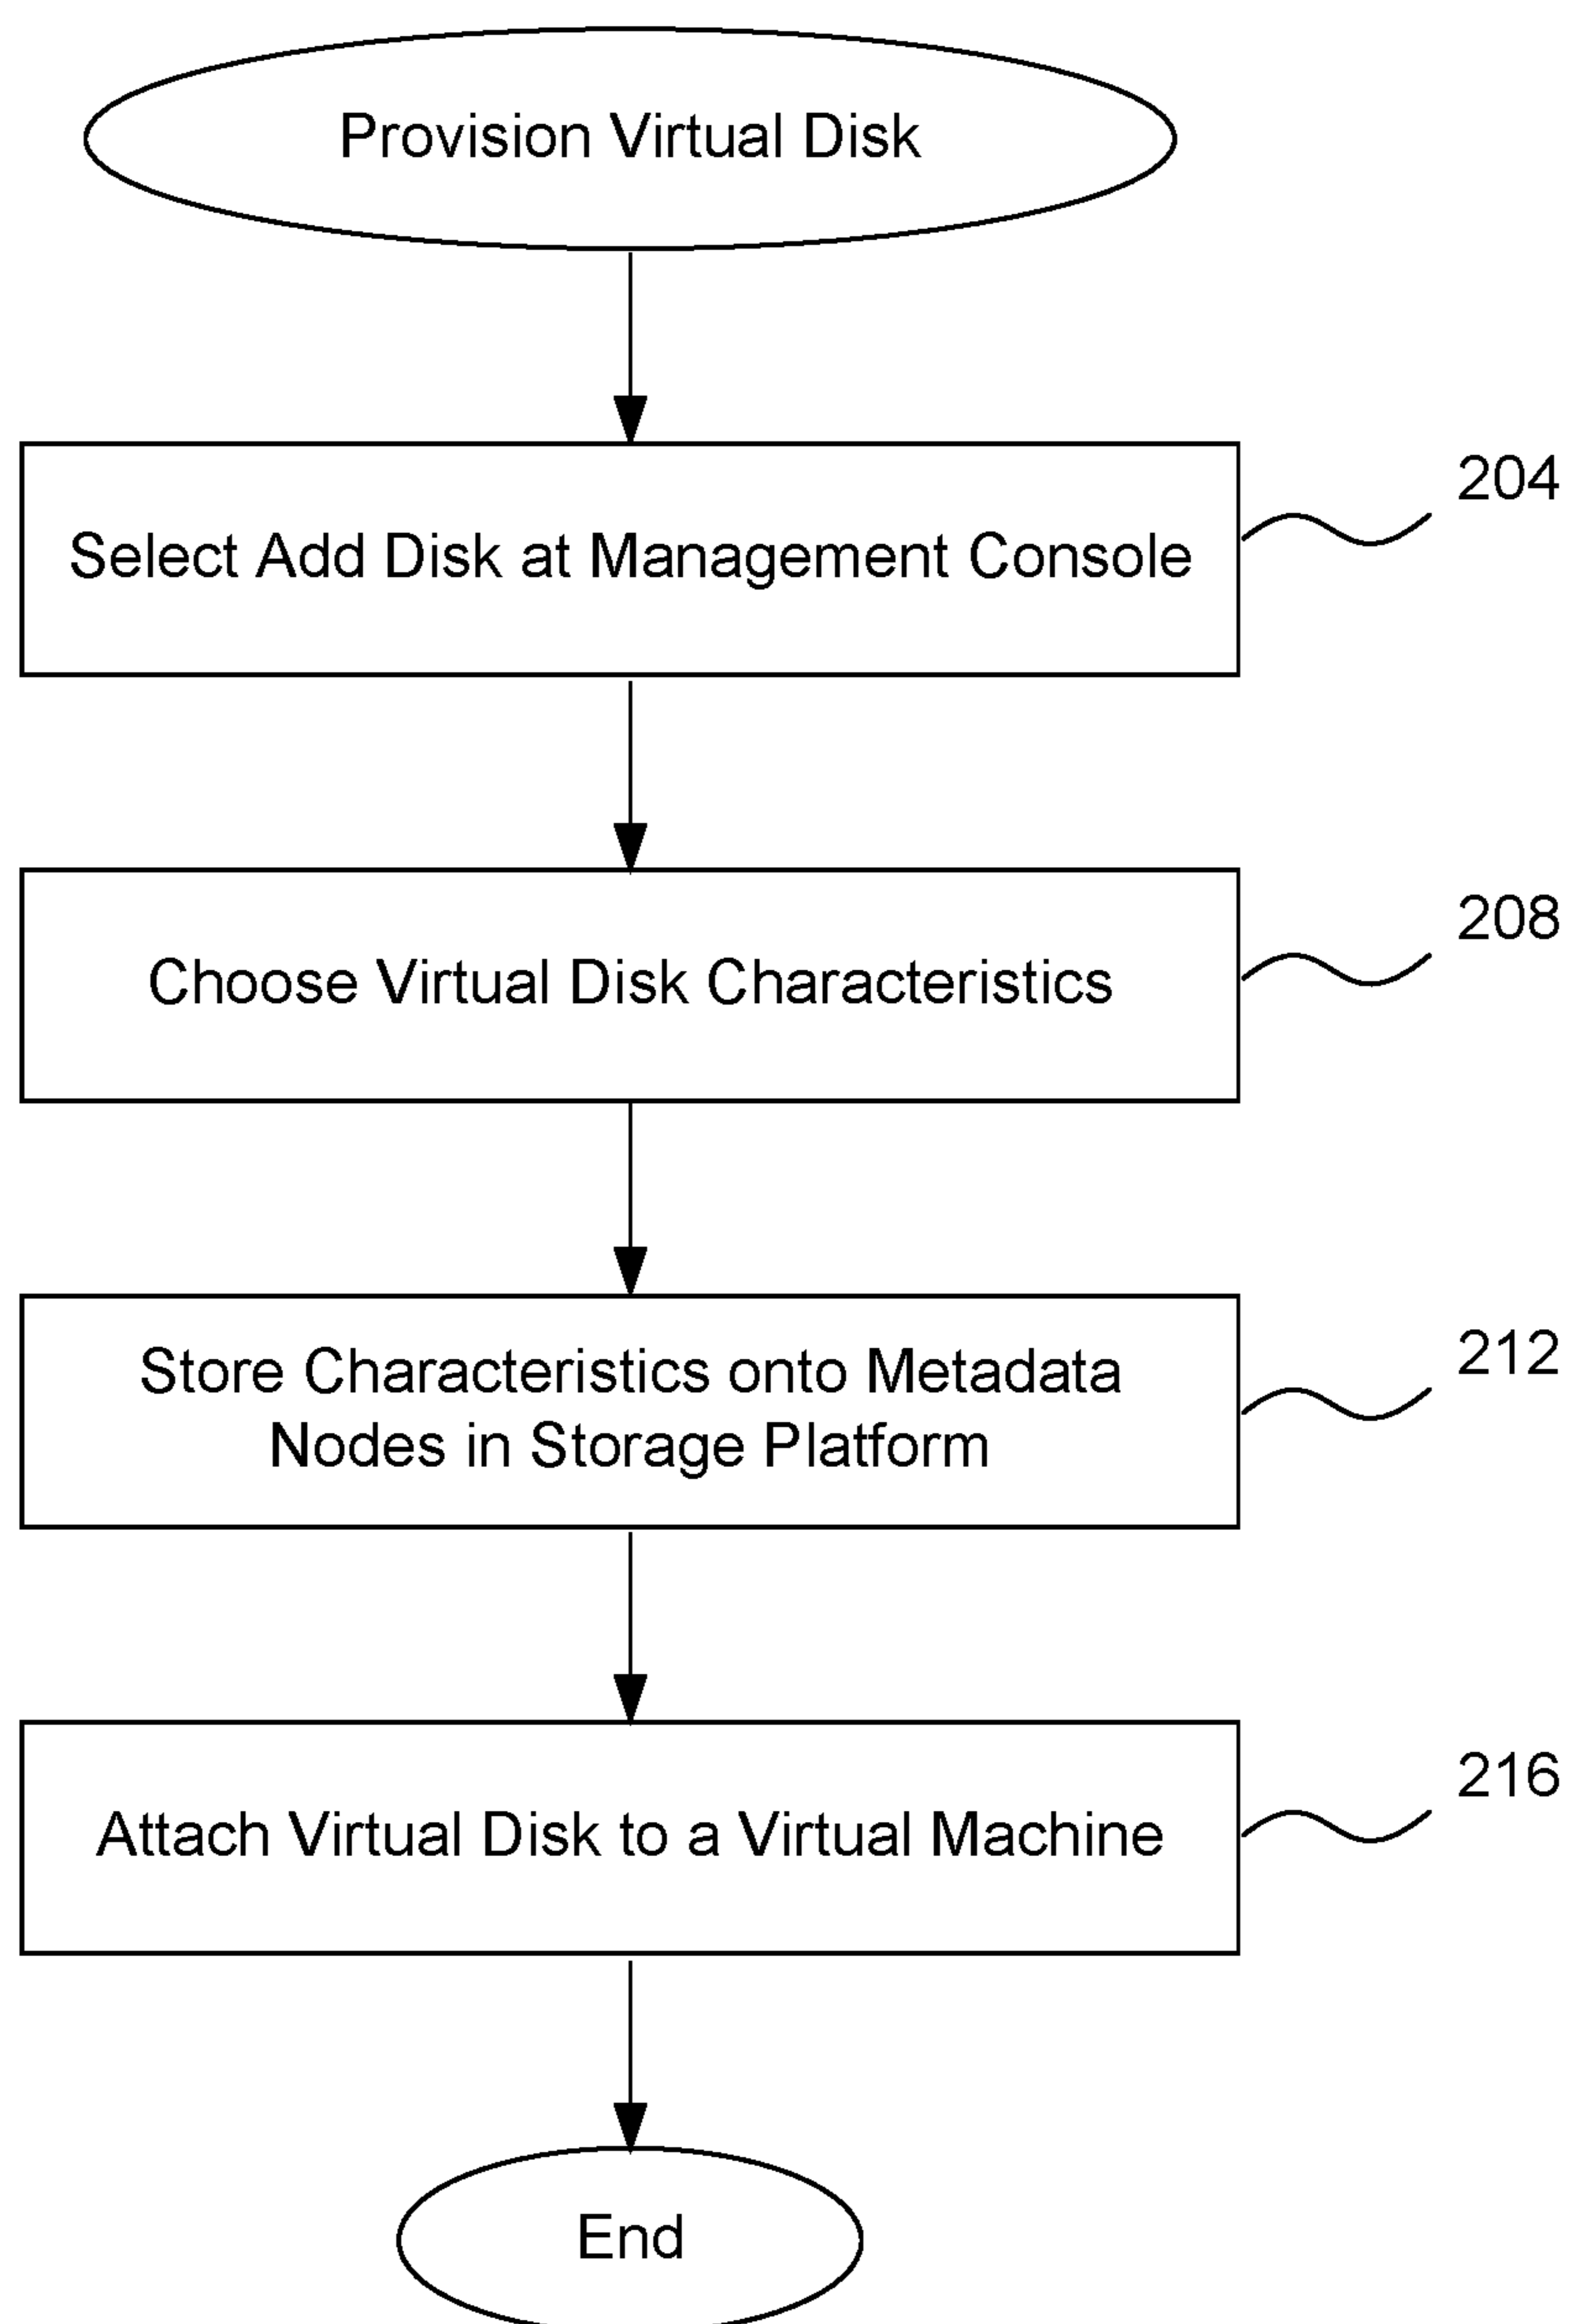 Provision Virtual Disk
204
Select Add Disk at Management Console
208
Choose Virtual Disk Characteristics
212
Store Characteristics onto Metadata
Nodes in Storage Platform
216
Attach Virtual Disk to a Virtual Machine
End